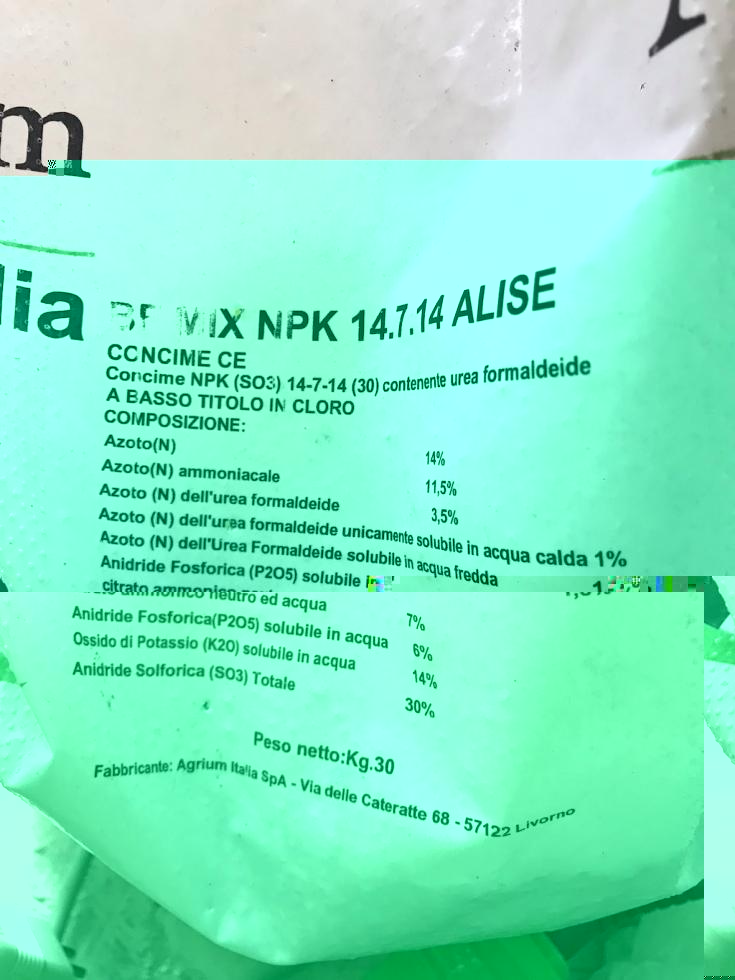 m
lia
MIX NPK 14.7.14 ALISE
CONCIME CE
Concime NPK (SO3) 14-7-14 (30) contenente urea formaldeide
A BASSO TITOLO IN CLORO
COMPOSIZIONE:
Azoto(N) 14%
Azoto(N) ammoniacale 11,5%
Azoto (N) dell'urea formaldeide 3,5%
Azoto (N) dell'urea formaldeide unicamente solubile in acqua calda 1%
Azoto (N) dell'Urea Formaldeide solubile in acqua fredda
Anidride Fosforica (P2O5) solubile
citrato ammonico neutro ed acqua 7%
Anidride Fosforica(P2O5) solubile in acqua 6%
Ossido di Potassio (K2O) solubile in acqua 14%
Anidride Solforica (SO3) Totale 30%
Peso netto:Kg.30
Fabbricante: Agrium Italia SpA - Via delle Cateratte 68 - 57122 Livorno